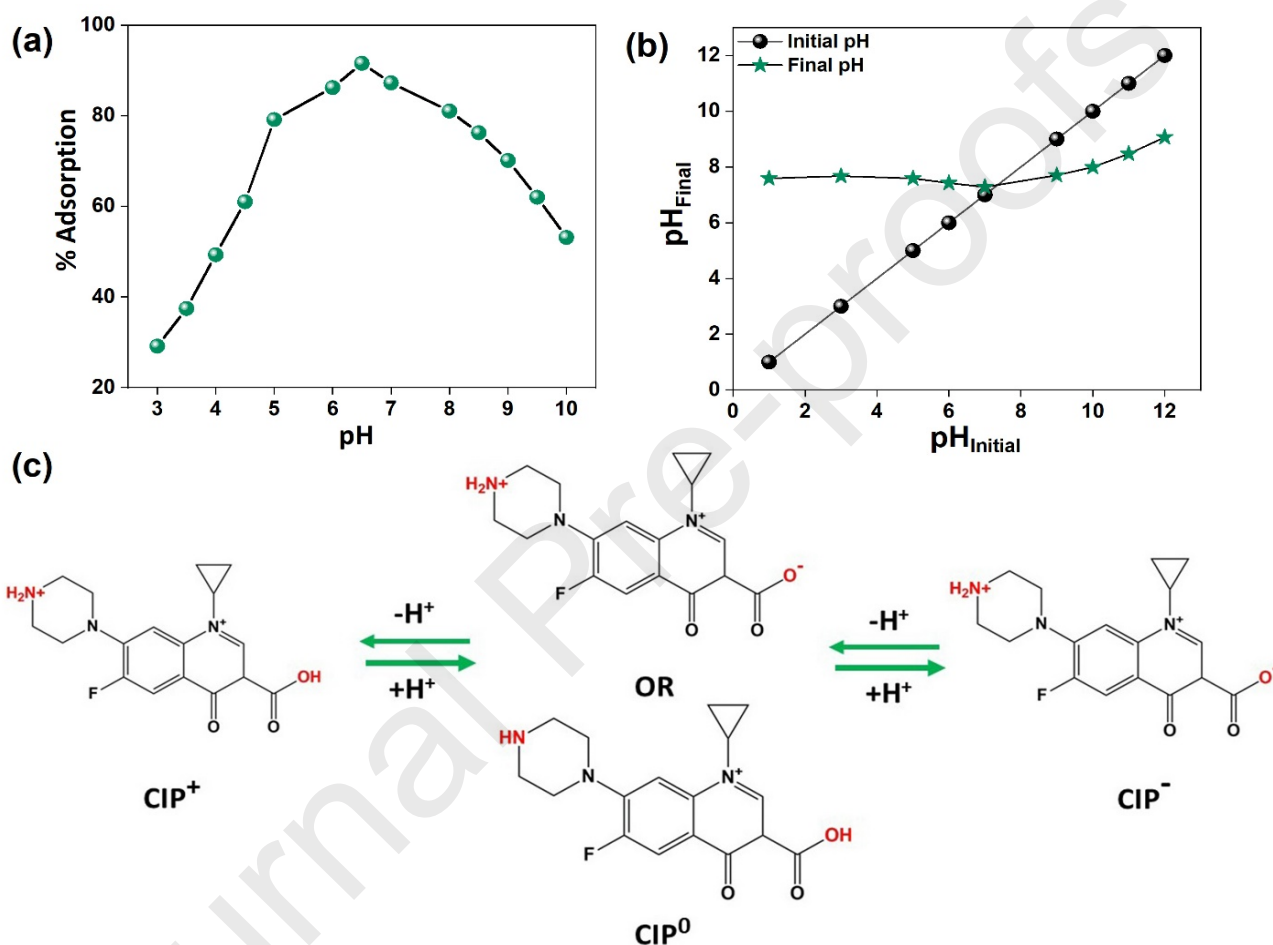 (a)
100
80
60
40
20
% Adsorption
3 4 5 6 7 8 9 10
pH
(b)
Initial pH
Final pH
12
10
8
6
4
2
0
pHFinal
0 2 4 6 8 10 12
pHInitial
(c)
H2N+
N
N+
F
O
O
OH
CIP+
-H+
+H+
H2N+
N
N+
F
O
O
O-
OR
HN
N
N+
F
O
O
OH
CIP0
-H+
+H+
H2N+
N
N+
F
O
O
O
CIP-
Journal Pre-proofs